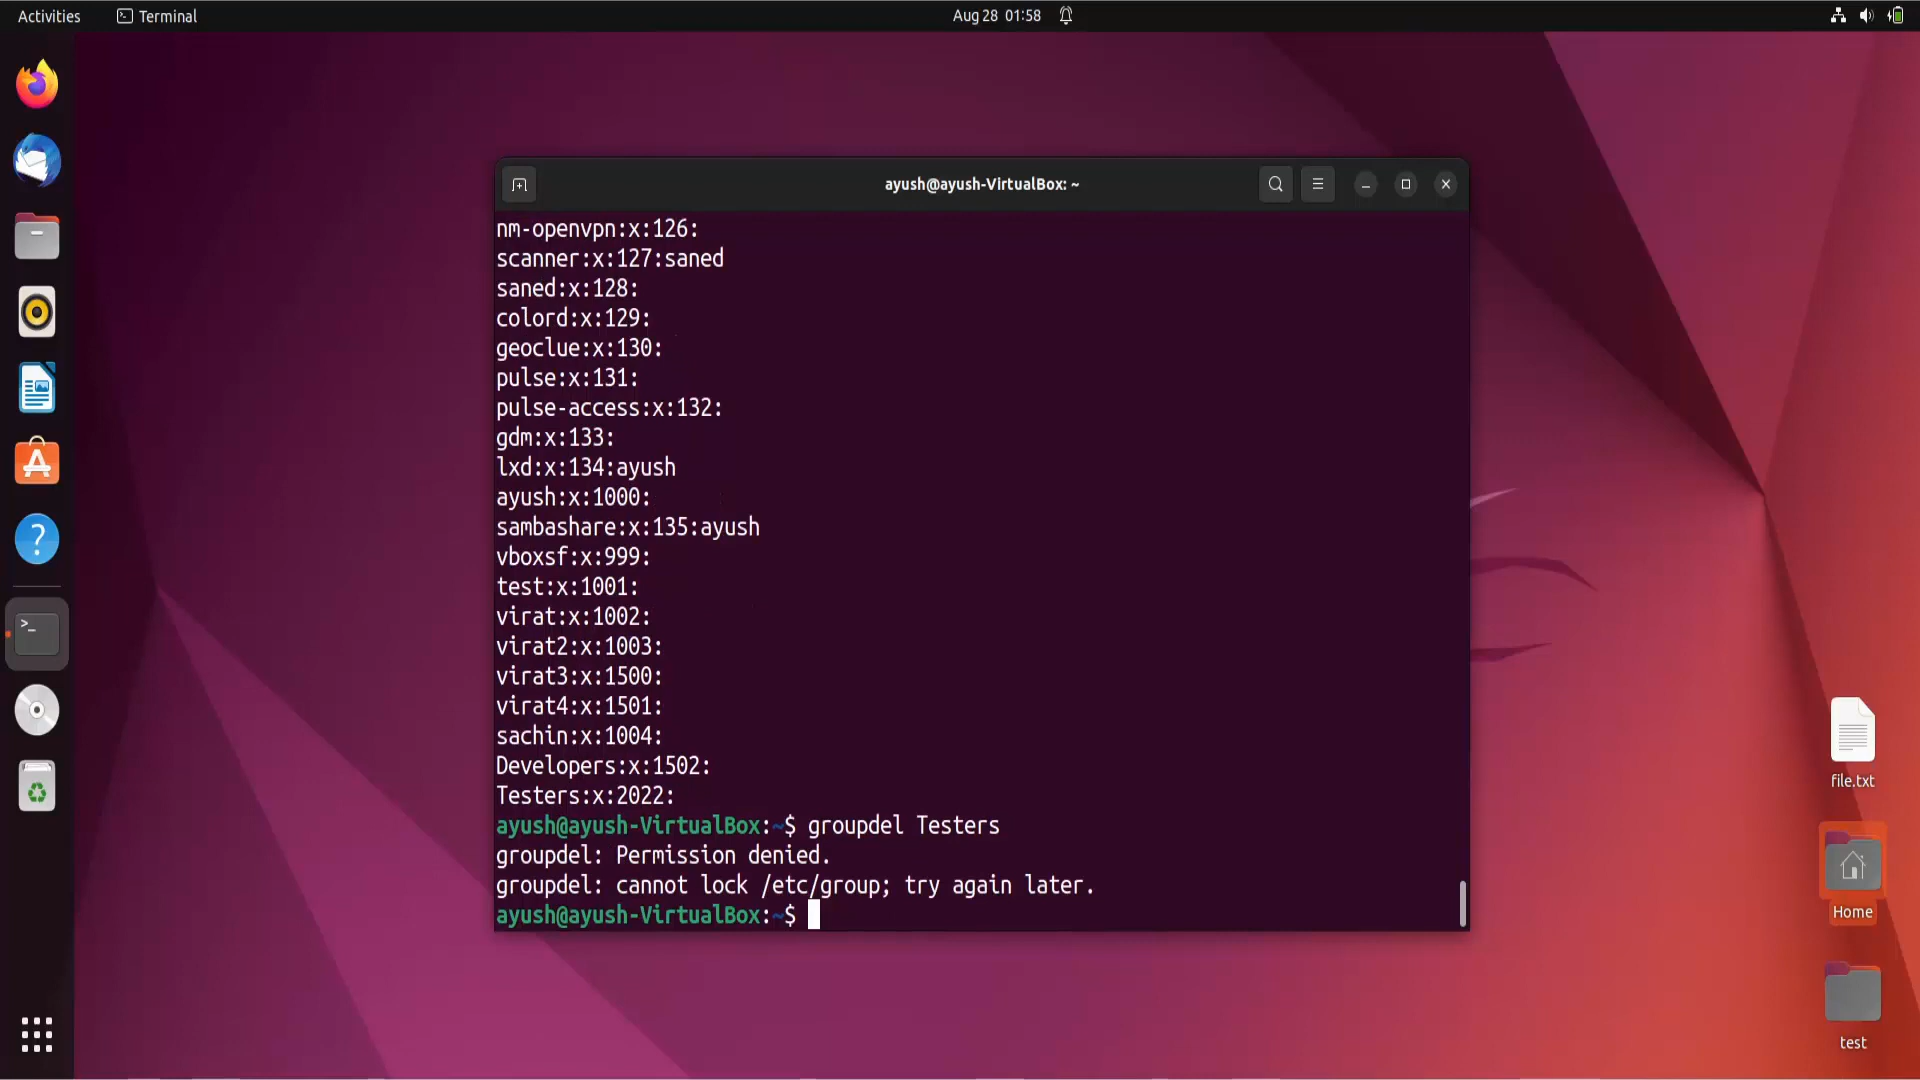 Activities
Terminal
Aug 28 01:58
ayush@ayush-VirtualBox: ~
nm-openvpn:x:126:
scanner:x:127:saned
saned:x:128:
colord:x:129:
geoclue:x:130:
pulse:x:131:
pulse-access:x:132:
gdm:x:133:
lxd:x:134:ayush
ayush:x:1000:
sambashare:x:135:ayush
vboxsf:x:999:
test:x:1001:
virat:x:1002:
virat2:x:1003:
virat3:x:1500:
virat4:x:1501:
sachin:x:1004:
Developers:x:1502:
Testers:x:2022:
ayush@ayush-VirtualBox:~$ groupdel Testers
groupdel: Permission denied.
groupdel: cannot lock /etc/group; try again later.
ayush@ayush-VirtualBox:~$
file.txt
Home
test